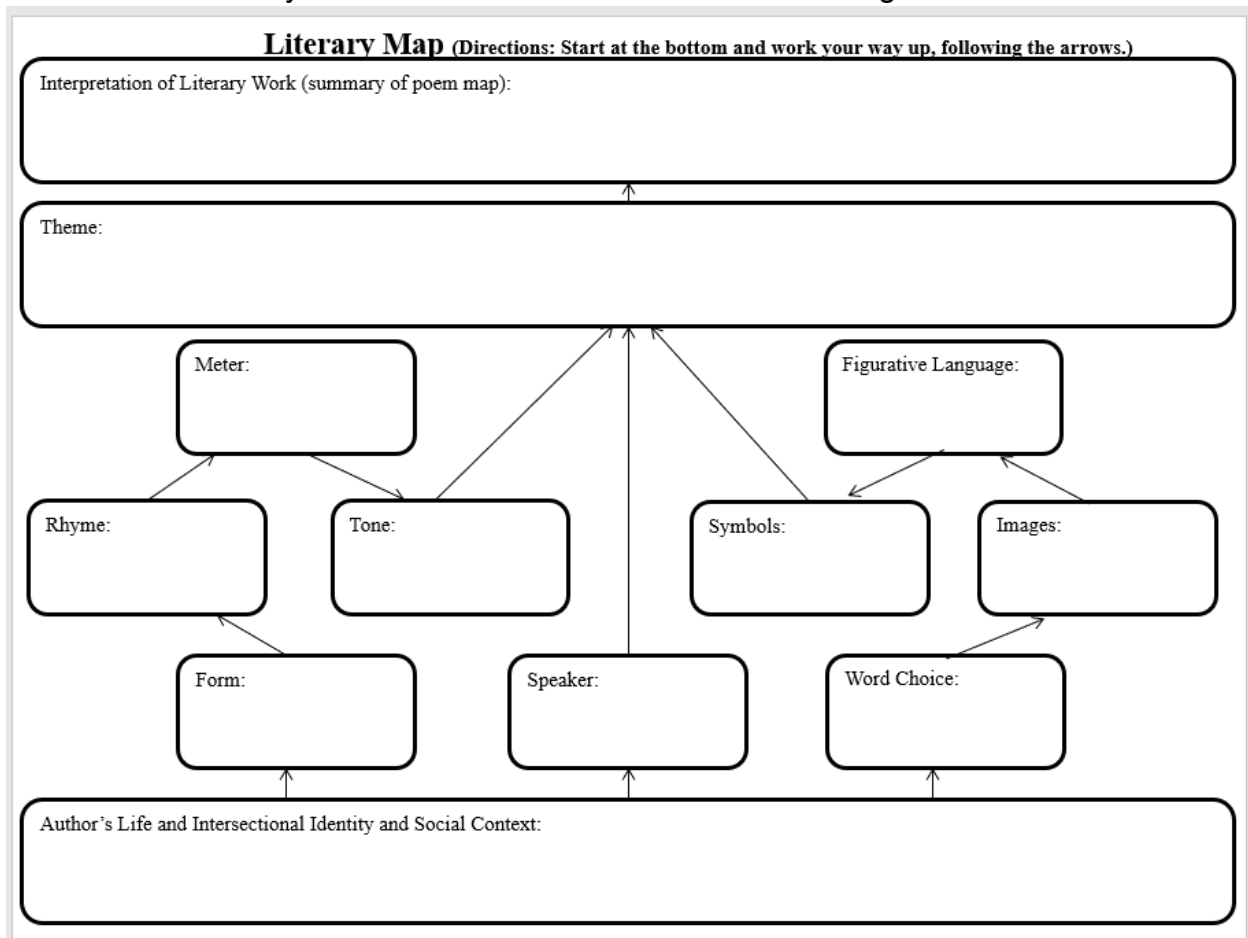 Literary Map (Directions: Start at the bottom and work your way up, following the arrows.)
Interpretation of Literary Work (summary of poem map):
Theme:
Meter:
Figurative Language:
Rhyme:
Tone:
Symbols:
Images:
Form:
Speaker:
Word Choice:
Author’s Life and Intersectional Identity and Social Context: